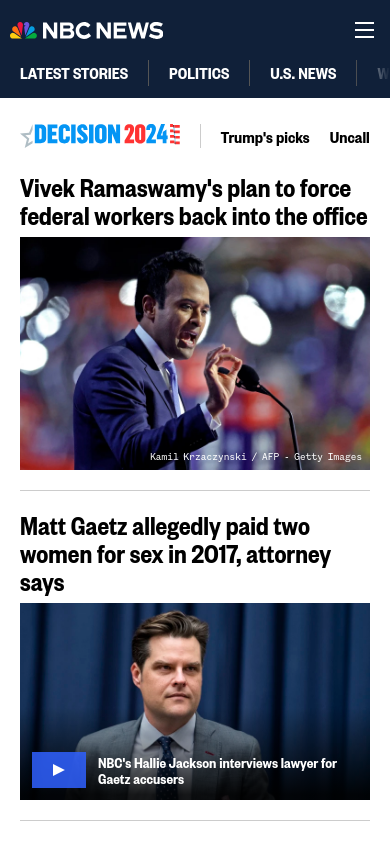 NBC NEWS
LATEST STORIES
POLITICS
U.S. NEWS
W
DECISION 2024
Trump's picks
Uncall
Vivek Ramaswamy's plan to force
federal workers back into the office
Kamil Krzaczynski / AFP - Getty Images
Matt Gaetz allegedly paid two
women for sex in 2017, attorney
says
NBC's Hallie Jackson interviews lawyer for
Gaetz accusers